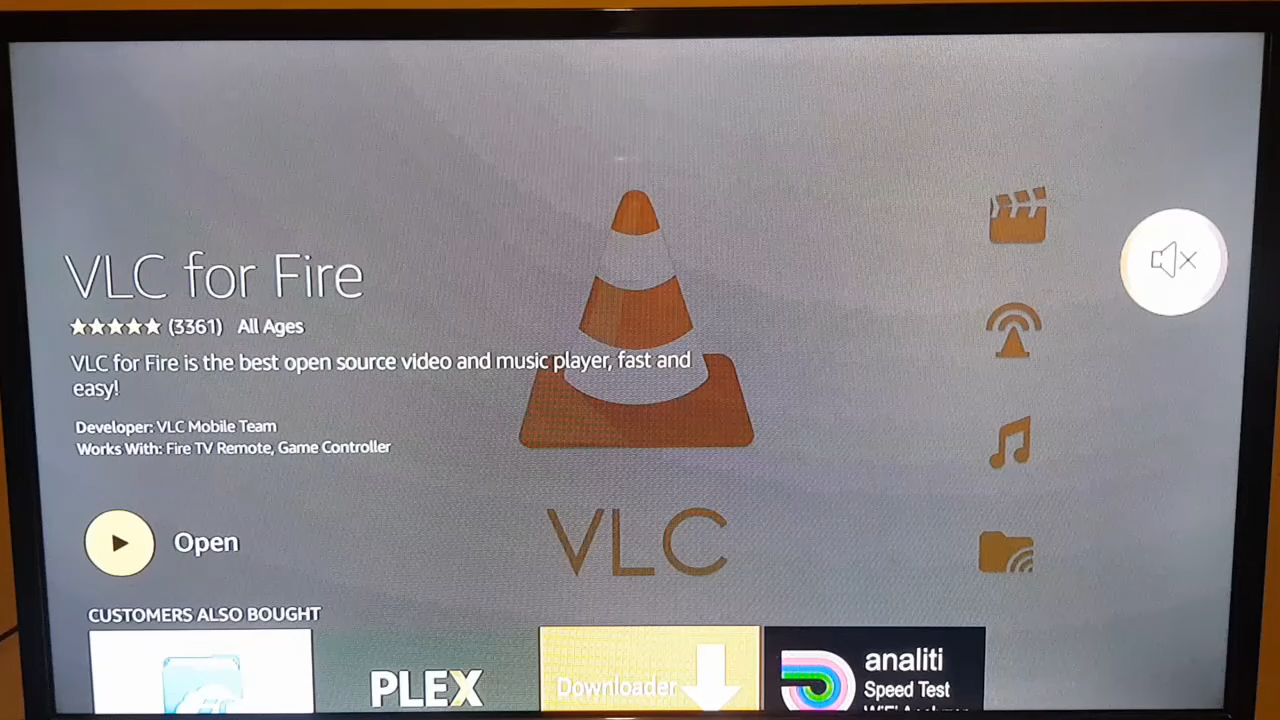 VLC for Fire
(3361) All Ages
VLC for Fire is the best open source video and music player, fast and
easy!
Developer: VLC Mobile Team
Works With: Fire TV Remote, Game Controller
VLC
Open
CUSTOMERS ALSO BOUGHT
PLEX
Downloader
analiti
Speed Test
WiFi Analyzer